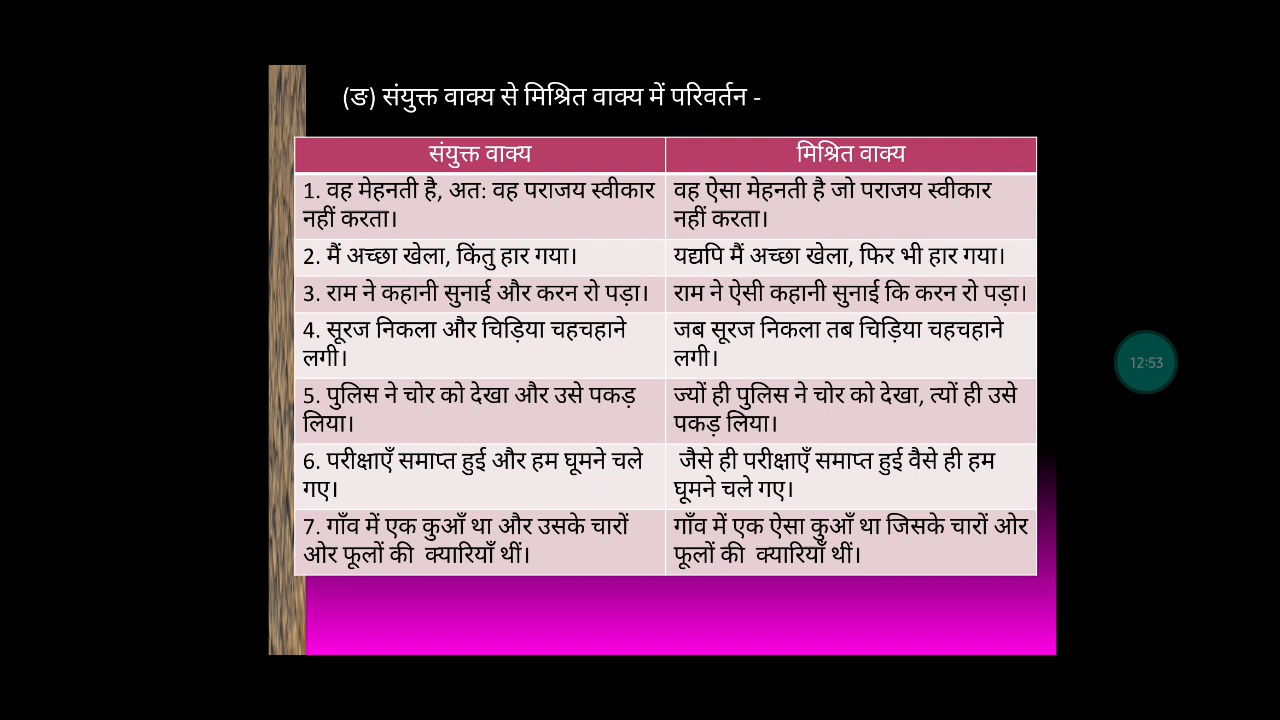 (ङ) संयुक्त वाक्य से मिश्रित वाक्य में परिवर्तन -
संयुक्त वाक्य
मिश्रित वाक्य
1. वह मेहनती है, अत: वह पराजय स्वीकार
नहीं करता।
वह ऐसा मेहनती है जो पराजय स्वीकार
नहीं करता।
2. मैं अच्छा खेला, किंतु हार गया।
यद्यपि मैं अच्छा खेला, फिर भी हार गया।
3. राम ने कहानी सुनाई और करन रो पड़ा।
राम ने ऐसी कहानी सुनाई कि करन रो पड़ा।
4. सूरज निकला और चिड़िया चहचहाने
लगी।
जब सूरज निकला तब चिड़िया चहचहाने
लगी।
5. पुलिस ने चोर को देखा और उसे पकड़
लिया।
ज्यों ही पुलिस ने चोर को देखा, त्यों ही उसे
पकड़ लिया।
6. परीक्षाएँ समाप्त हुई और हम घूमने चले
गए।
जैसे ही परीक्षाएँ समाप्त हुई वैसे ही हम
घूमने चले गए।
7. गाँव में एक कुआँ था और उसके चारों
ओर फूलों की क्यारियाँ थीं।
गाँव में एक ऐसा कुआँ था जिसके चारों ओर
फूलों की क्यारियाँ थीं।
12:53